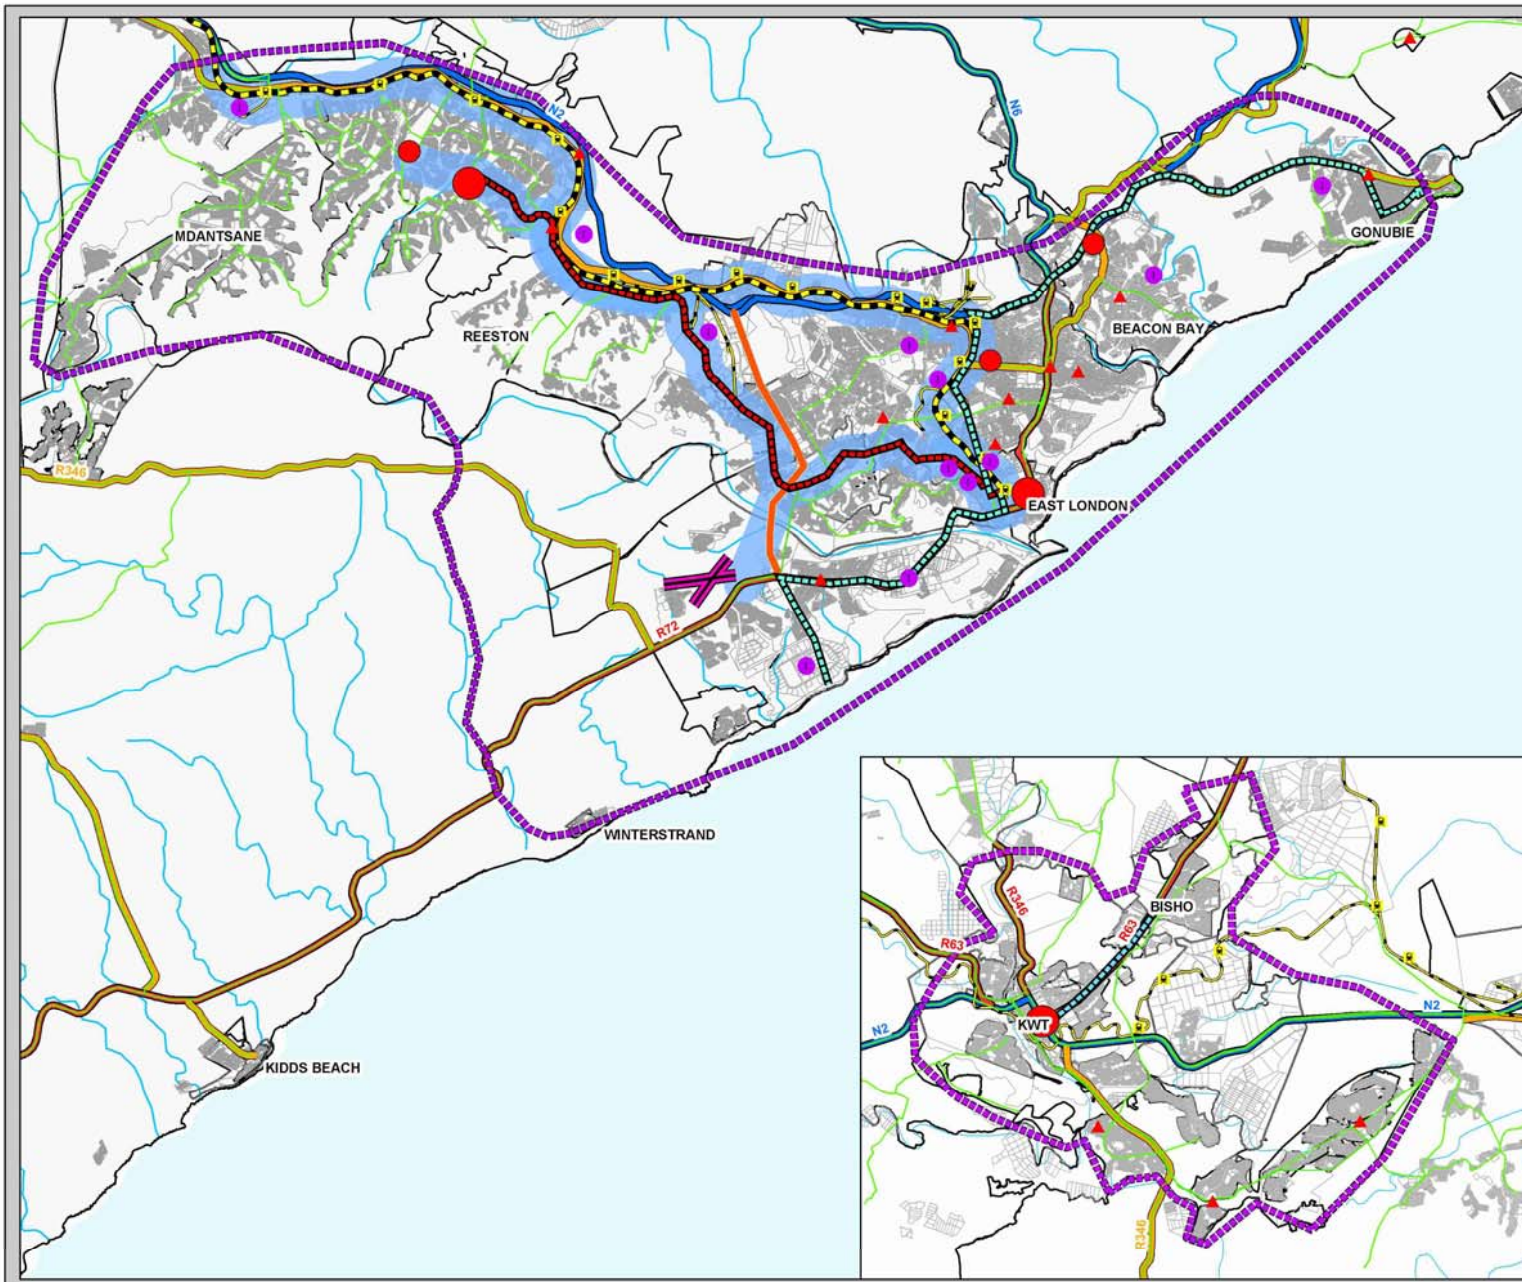 N2
N6
MDANTSANE
GONUBIE
BEACON BAY
REESTON
R346
EAST LONDON
R72
WINTERSTRAND
KIDDS BEACH
R346
BISHO
R63
R63
KWT
N2
N2
R346